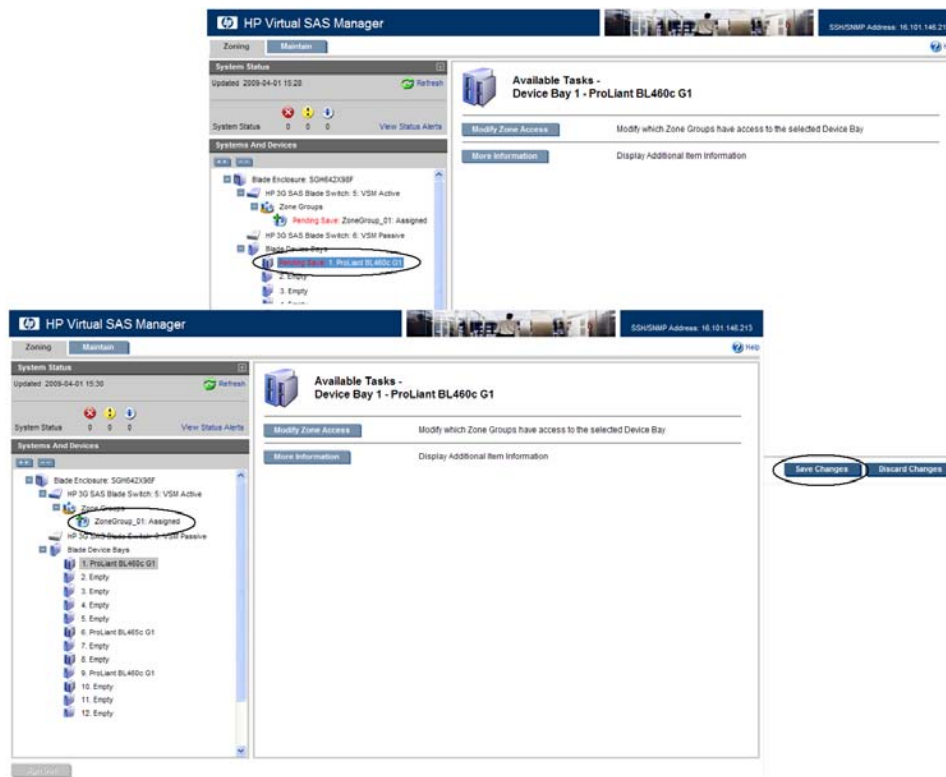 HP Virtual SAS Manager
SSH/SNMP Address: 16.101.146.21
Zoning
Maintain
System Status
Updated 2009-04-01 15:28
Refresh
System Status 0 0 0 View Status Alerts
Systems And Devices
Blade Enclosure: SGH642X98F
HP 3G SAS Blade Switch: 5: VSM Active
Zone Groups
Pending Save: ZoneGroup_01: Assigned
HP 3G SAS Blade Switch: 6: VSM Passive
Blade Device Bays
Pending Save: 1. ProLiant BL460c G1
2. Empty
3. Empty
Available Tasks -
Device Bay 1 - ProLiant BL460c G1
Modify Zone Access Modify which Zone Groups have access to the selected Device Bay
More Information Display Additional Item Information
Save Changes
Discard Changes
HP Virtual SAS Manager
SSH/SNMP Address: 16.101.146.213
Zoning
Maintain
Help
System Status
Updated 2009-04-01 15:30
Refresh
System Status 0 0 0 View Status Alerts
Systems And Devices
Blade Enclosure: SGH642X98F
HP 3G SAS Blade Switch: 5: VSM Active
Zone Groups
ZoneGroup_01: Assigned
HP 3G SAS Blade Switch: 6: VSM Passive
Blade Device Bays
1. ProLiant BL460c G1
2. Empty
3. Empty
4. Empty
5. Empty
6. ProLiant BL465c G1
7. Empty
8. Empty
9. ProLiant BL460c G1
10. Empty
11. Empty
12. Empty
Available Tasks -
Device Bay 1 - ProLiant BL460c G1
Modify Zone Access Modify which Zone Groups have access to the selected Device Bay
More Information Display Additional Item Information